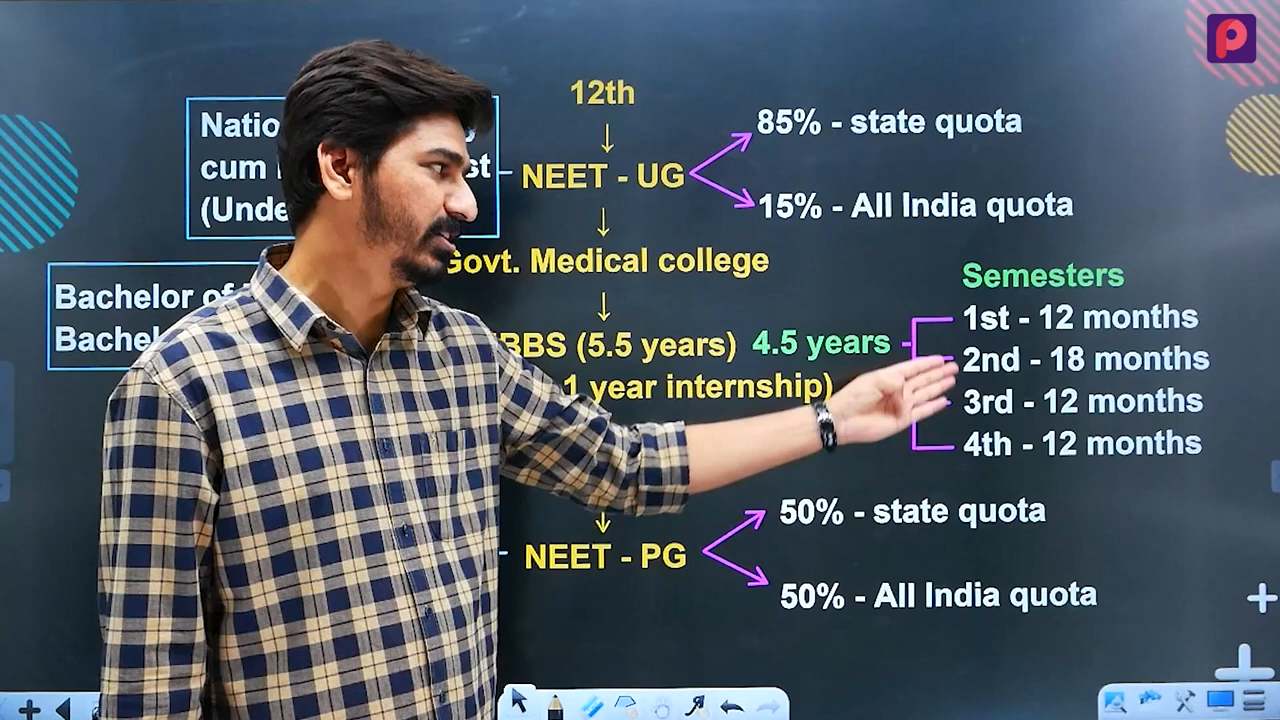 12th
85% - state quota
cum
NEET - UG
15% - All India quota
Govt. Medical college
Bachelor of
Semesters
1st - 12 months
BBS (5.5 years) 4.5 years
2nd - 18 months
1 year internship)
3rd - 12 months
4th - 12 months
50% - state quota
NEET - PG
50% - All India quota